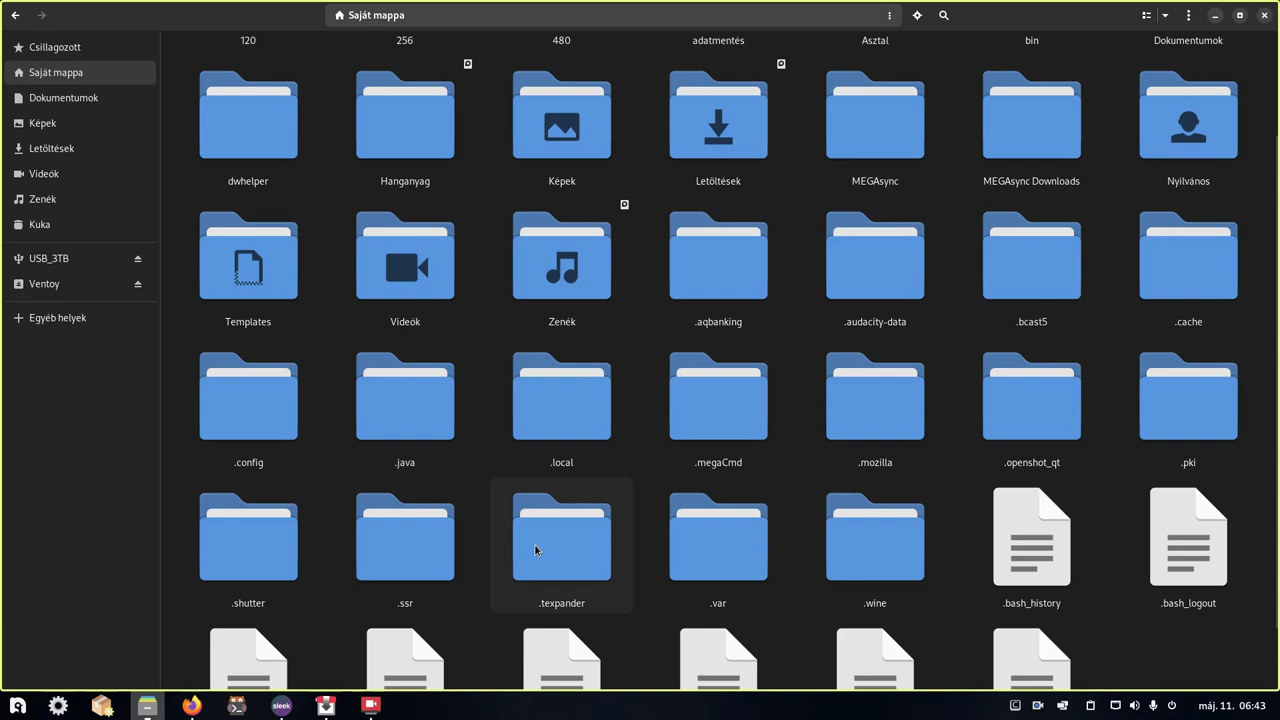 Saját mappa
Csillagozott
Saját mappa
Dokumentumok
Képek
Letöltések
Videók
Zenék
Kuka
USB_3TB
Ventoy
Egyéb helyek
120
256
480
adatmentés
Asztal
bin
Dokumentumok
dwhelper
Hanganyag
Képek
Letöltések
MEGAsync
MEGAsync Downloads
Nyilvános
Templates
Videók
Zenék
.aqbanking
.audacity-data
.bcast5
.cache
.config
.java
.local
.megaCmd
.mozilla
.openshot_qt
.pki
.shutter
.ssr
.texpander
.var
.wine
.bash_history
.bash_logout
sleek
máj. 11. 06:43